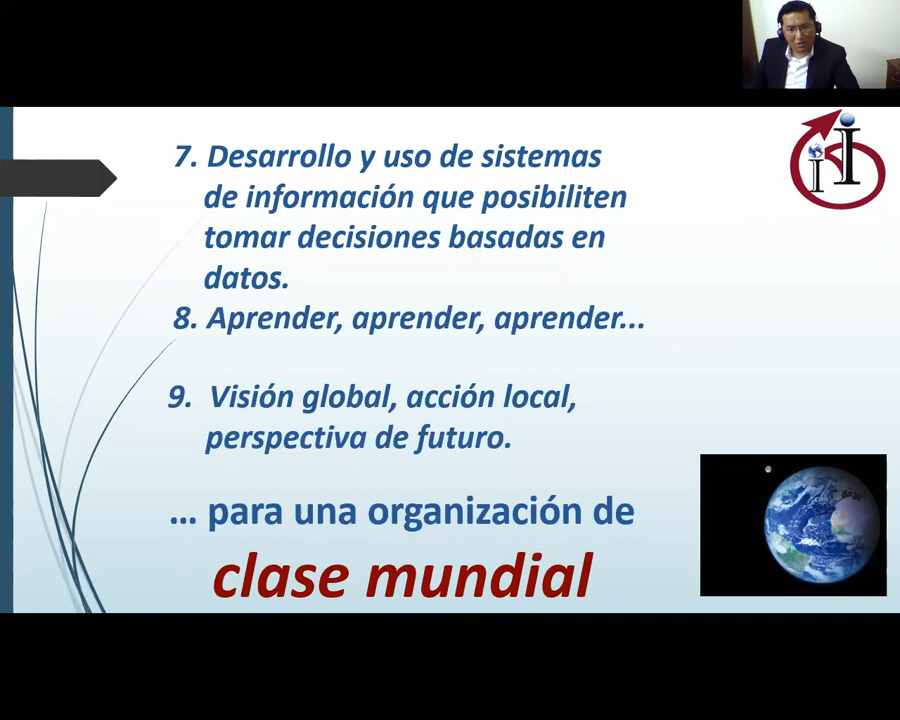 7. Desarrollo y uso de sistemas
de información que posibiliten
tomar decisiones basadas en
datos.
8. Aprender, aprender, aprender...
9. Visión global, acción local,
perspectiva de futuro.
... para una organización de
clase mundial